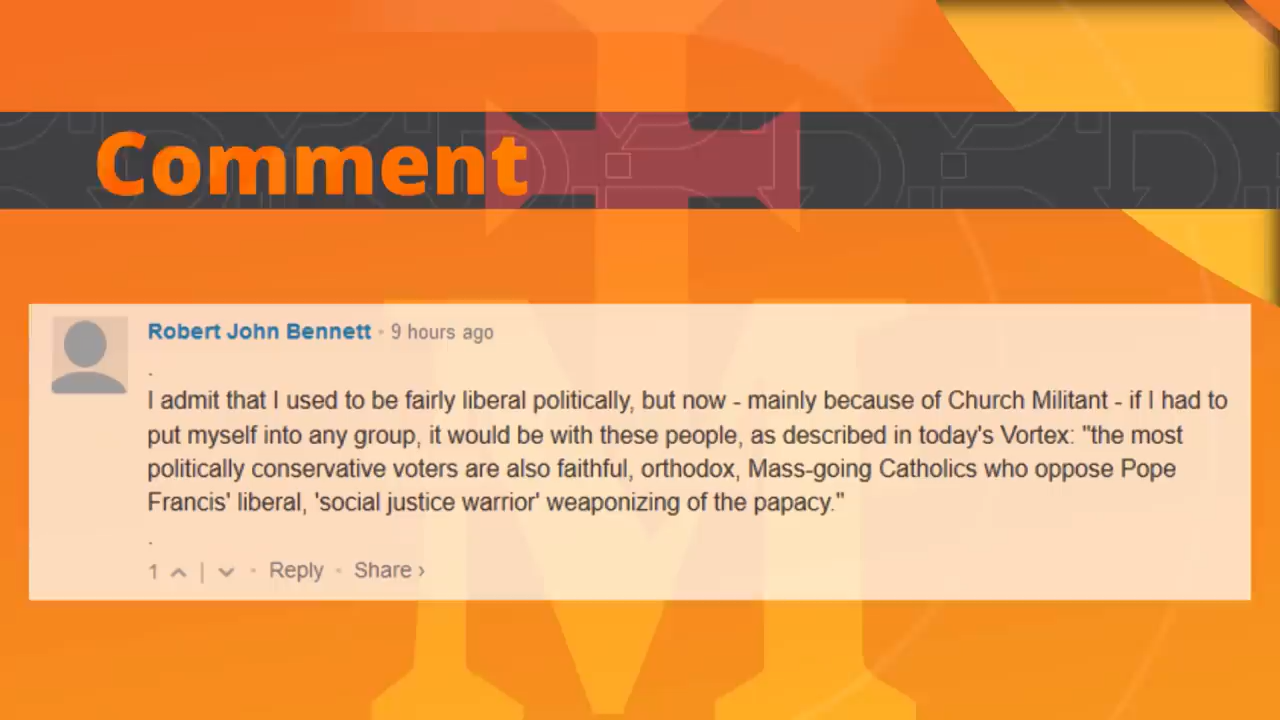 Comment
Robert John Bennett • 9 hours ago
.
I admit that I used to be fairly liberal politically, but now - mainly because of Church Militant - if I had to
put myself into any group, it would be with these people, as described in today's Vortex: "the most
politically conservative voters are also faithful, orthodox, Mass-going Catholics who oppose Pope
Francis' liberal, 'social justice warrior' weaponizing of the papacy."
.
1 | • Reply • Share ›